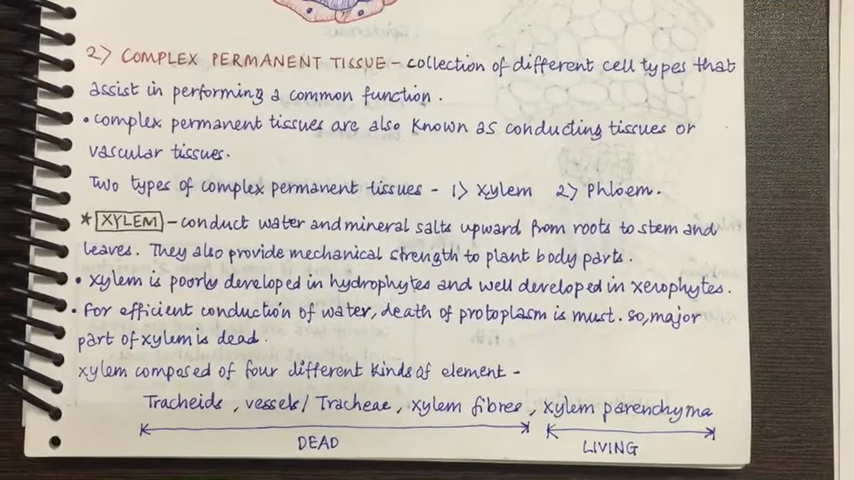 2> COMPLEX PERMANENT TISSUE - collection of different cell types that
assist in performing a common function.
• complex permanent tissues are also known as conducting tissues or
vascular tissues.
Two types of complex permanent tissues - 1> xylem 2> Phloem.
* XYLEM - conduct water and mineral salts upward from roots to stem and
leaves. They also provide mechanical strength to plant body parts.
• xylem is poorly developed in hydrophytes and well developed in xerophytes.
• For efficient conduction of water, death of protoplasm is must. so, major
part of xylem is dead.
xylem composed of four different kinds of element -
Tracheids, vessels/Tracheae, xylem fibres, xylem parenchyma
DEAD LIVING